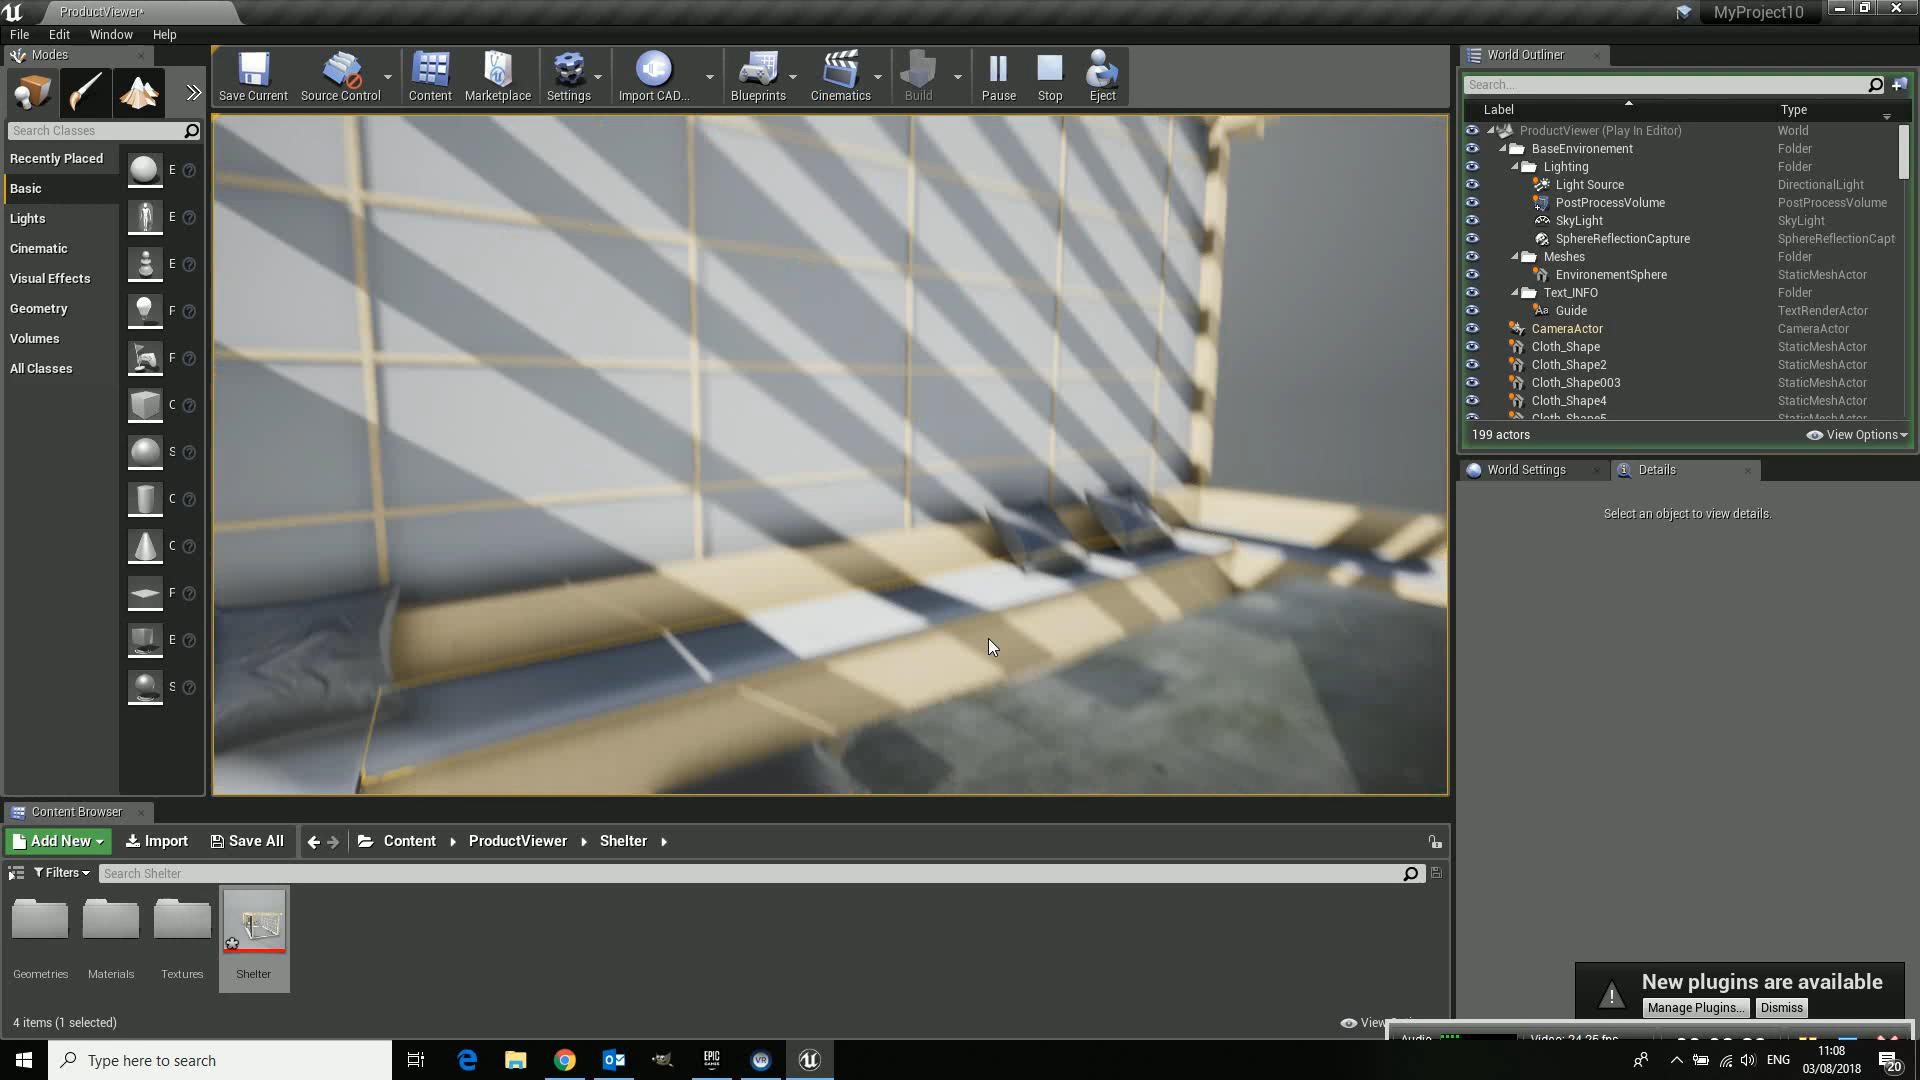 ProductViewer*
MyProject10
File Edit Window Help
Modes
Save Current Source Control Content Marketplace Settings Import CAD... Blueprints Cinematics Build Pause Stop Eject
Search Classes
Recently Placed
Basic
Lights
Cinematic
Visual Effects
Geometry
Volumes
All Classes
E
E
E
F
F
C
S
C
C
F
E
S
World Outliner
Search...
Label Type
ProductViewer (Play In Editor) World
BaseEnvironement Folder
Lighting Folder
Light Source DirectionalLight
PostProcessVolume PostProcessVolume
SkyLight SkyLight
SphereReflectionCapture SphereReflectionCapt
Meshes Folder
EnvironementSphere StaticMeshActor
Text_INFO Folder
Guide TextRenderActor
CameraActor CameraActor
Cloth_Shape StaticMeshActor
Cloth_Shape2 StaticMeshActor
Cloth_Shape003 StaticMeshActor
Cloth_Shape4 StaticMeshActor
Cloth_Shape5 StaticMeshActor
199 actors View Options
World Settings Details
Select an object to view details.
Content Browser
Add New Import Save All Content ProductViewer Shelter
Filters Search Shelter
Geometries Materials Textures Shelter
4 items (1 selected)
New plugins are available
Manage Plugins... Dismiss
Type here to search
EPIC GAMES
VR
ENG
11:08
03/08/2018
20